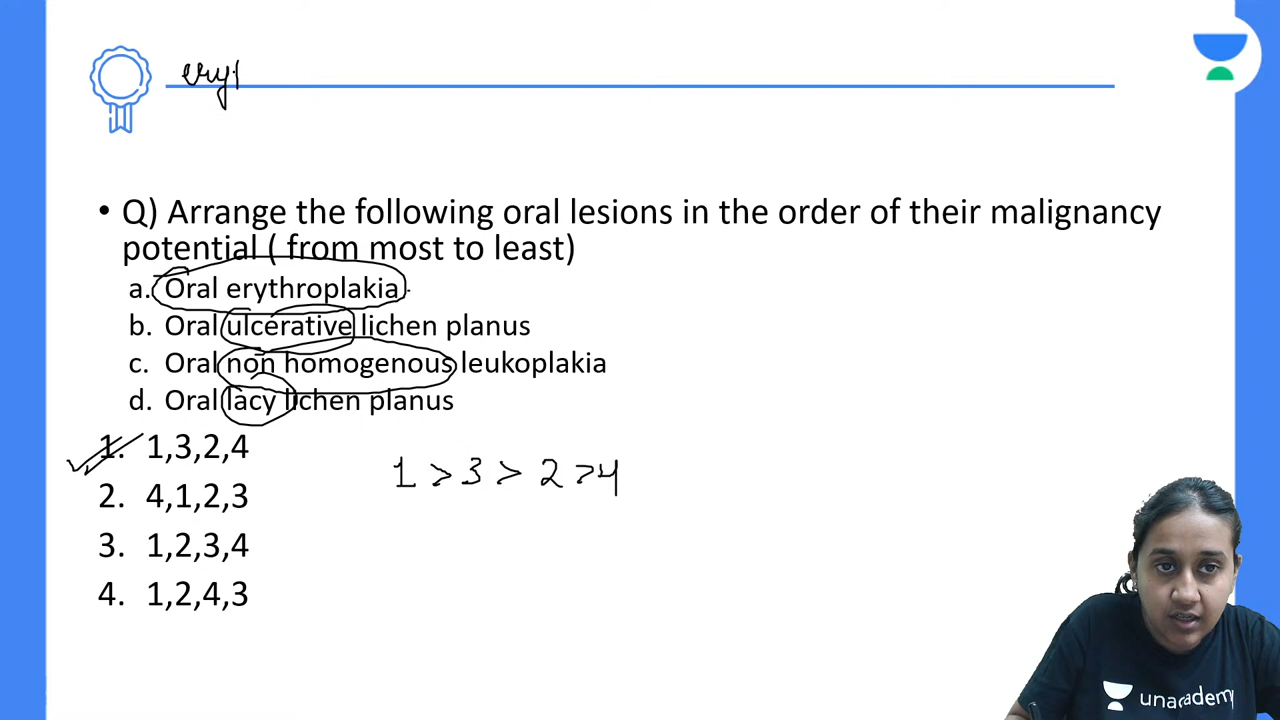 • Q) Arrange the following oral lesions in the order of their malignancy
potential ( from most to least)
a. Oral erythroplakia
b. Oral ulcerative lichen planus
c. Oral non homogenous leukoplakia
d. Oral lacy lichen planus
1. 1,3,2,4
2. 4,1,2,3
3. 1,2,3,4
4. 1,2,4,3
1 > 3 > 2 > 4
unacademy